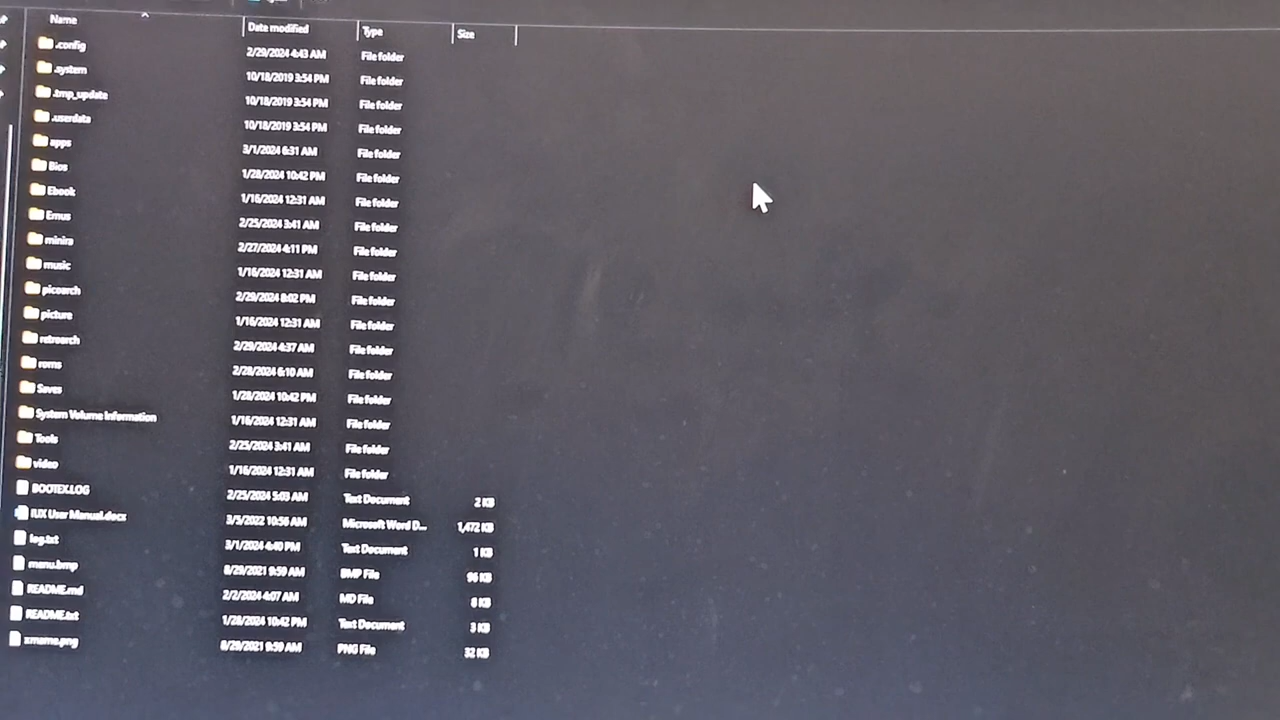 Name Date modified Type Size
.config 2/29/2024 4:43 AM File folder
.system 10/18/2019 3:54 PM File folder
.tmp_update 10/18/2019 3:54 PM File folder
.userdata 10/18/2019 3:54 PM File folder
apps 3/1/2024 6:31 AM File folder
Bios 1/28/2024 10:42 PM File folder
Ebook 1/16/2024 12:31 AM File folder
Emus 2/25/2024 3:41 AM File folder
minira 2/27/2024 4:11 PM File folder
music 1/16/2024 12:31 AM File folder
picoarch 2/29/2024 8:02 PM File folder
picture 1/16/2024 12:31 AM File folder
retroarch 2/29/2024 4:37 AM File folder
roms 2/28/2024 6:10 AM File folder
Saves 1/28/2024 10:42 PM File folder
System Volume Information 1/16/2024 12:31 AM File folder
Tools 2/25/2024 3:41 AM File folder
video 1/16/2024 12:31 AM File folder
BOOTEX.LOG 2/25/2024 5:03 AM Text Document 2 KB
IUX User Manual.docx 3/5/2022 10:56 AM Microsoft Word D... 1,472 KB
log.txt 3/1/2024 4:40 PM Text Document 1 KB
menu.bmp 8/29/2021 9:59 AM BMP File 96 KB
README.md 2/2/2024 4:07 AM MD File 8 KB
README.txt 1/28/2024 10:42 PM Text Document 3 KB
xmame.png 8/29/2021 9:59 AM PNG File 32 KB